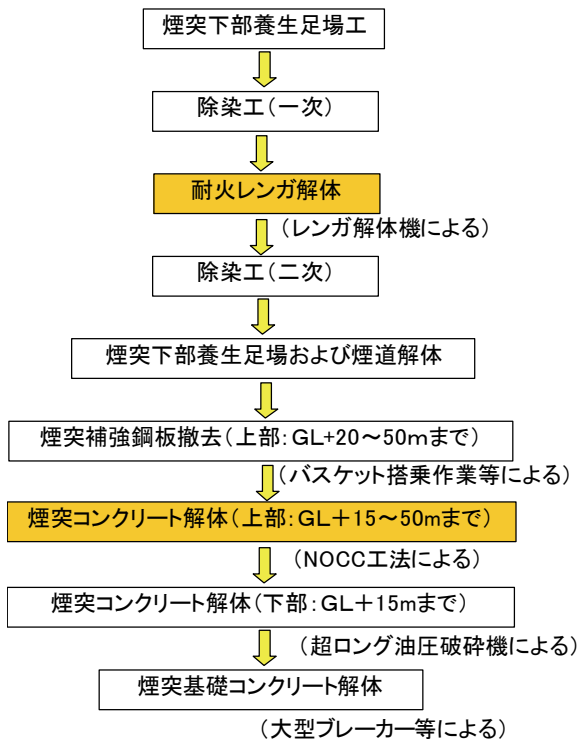 煙突下部養生足場工
除染工(一次)
耐火レンガ解体
(レンガ解体機による)
除染工(二次)
煙突下部養生足場および煙道解体
煙突補強鋼板撤去(上部:GL+20～50mまで)
(バスケット搭乗作業等による)
煙突コンクリート解体(上部:GL＋15～50mまで)
(NOCC工法による)
煙突コンクリート解体(下部:GL＋15mまで)
(超ロング油圧破砕機による)
煙突基礎コンクリート解体
(大型ブレーカー等による)